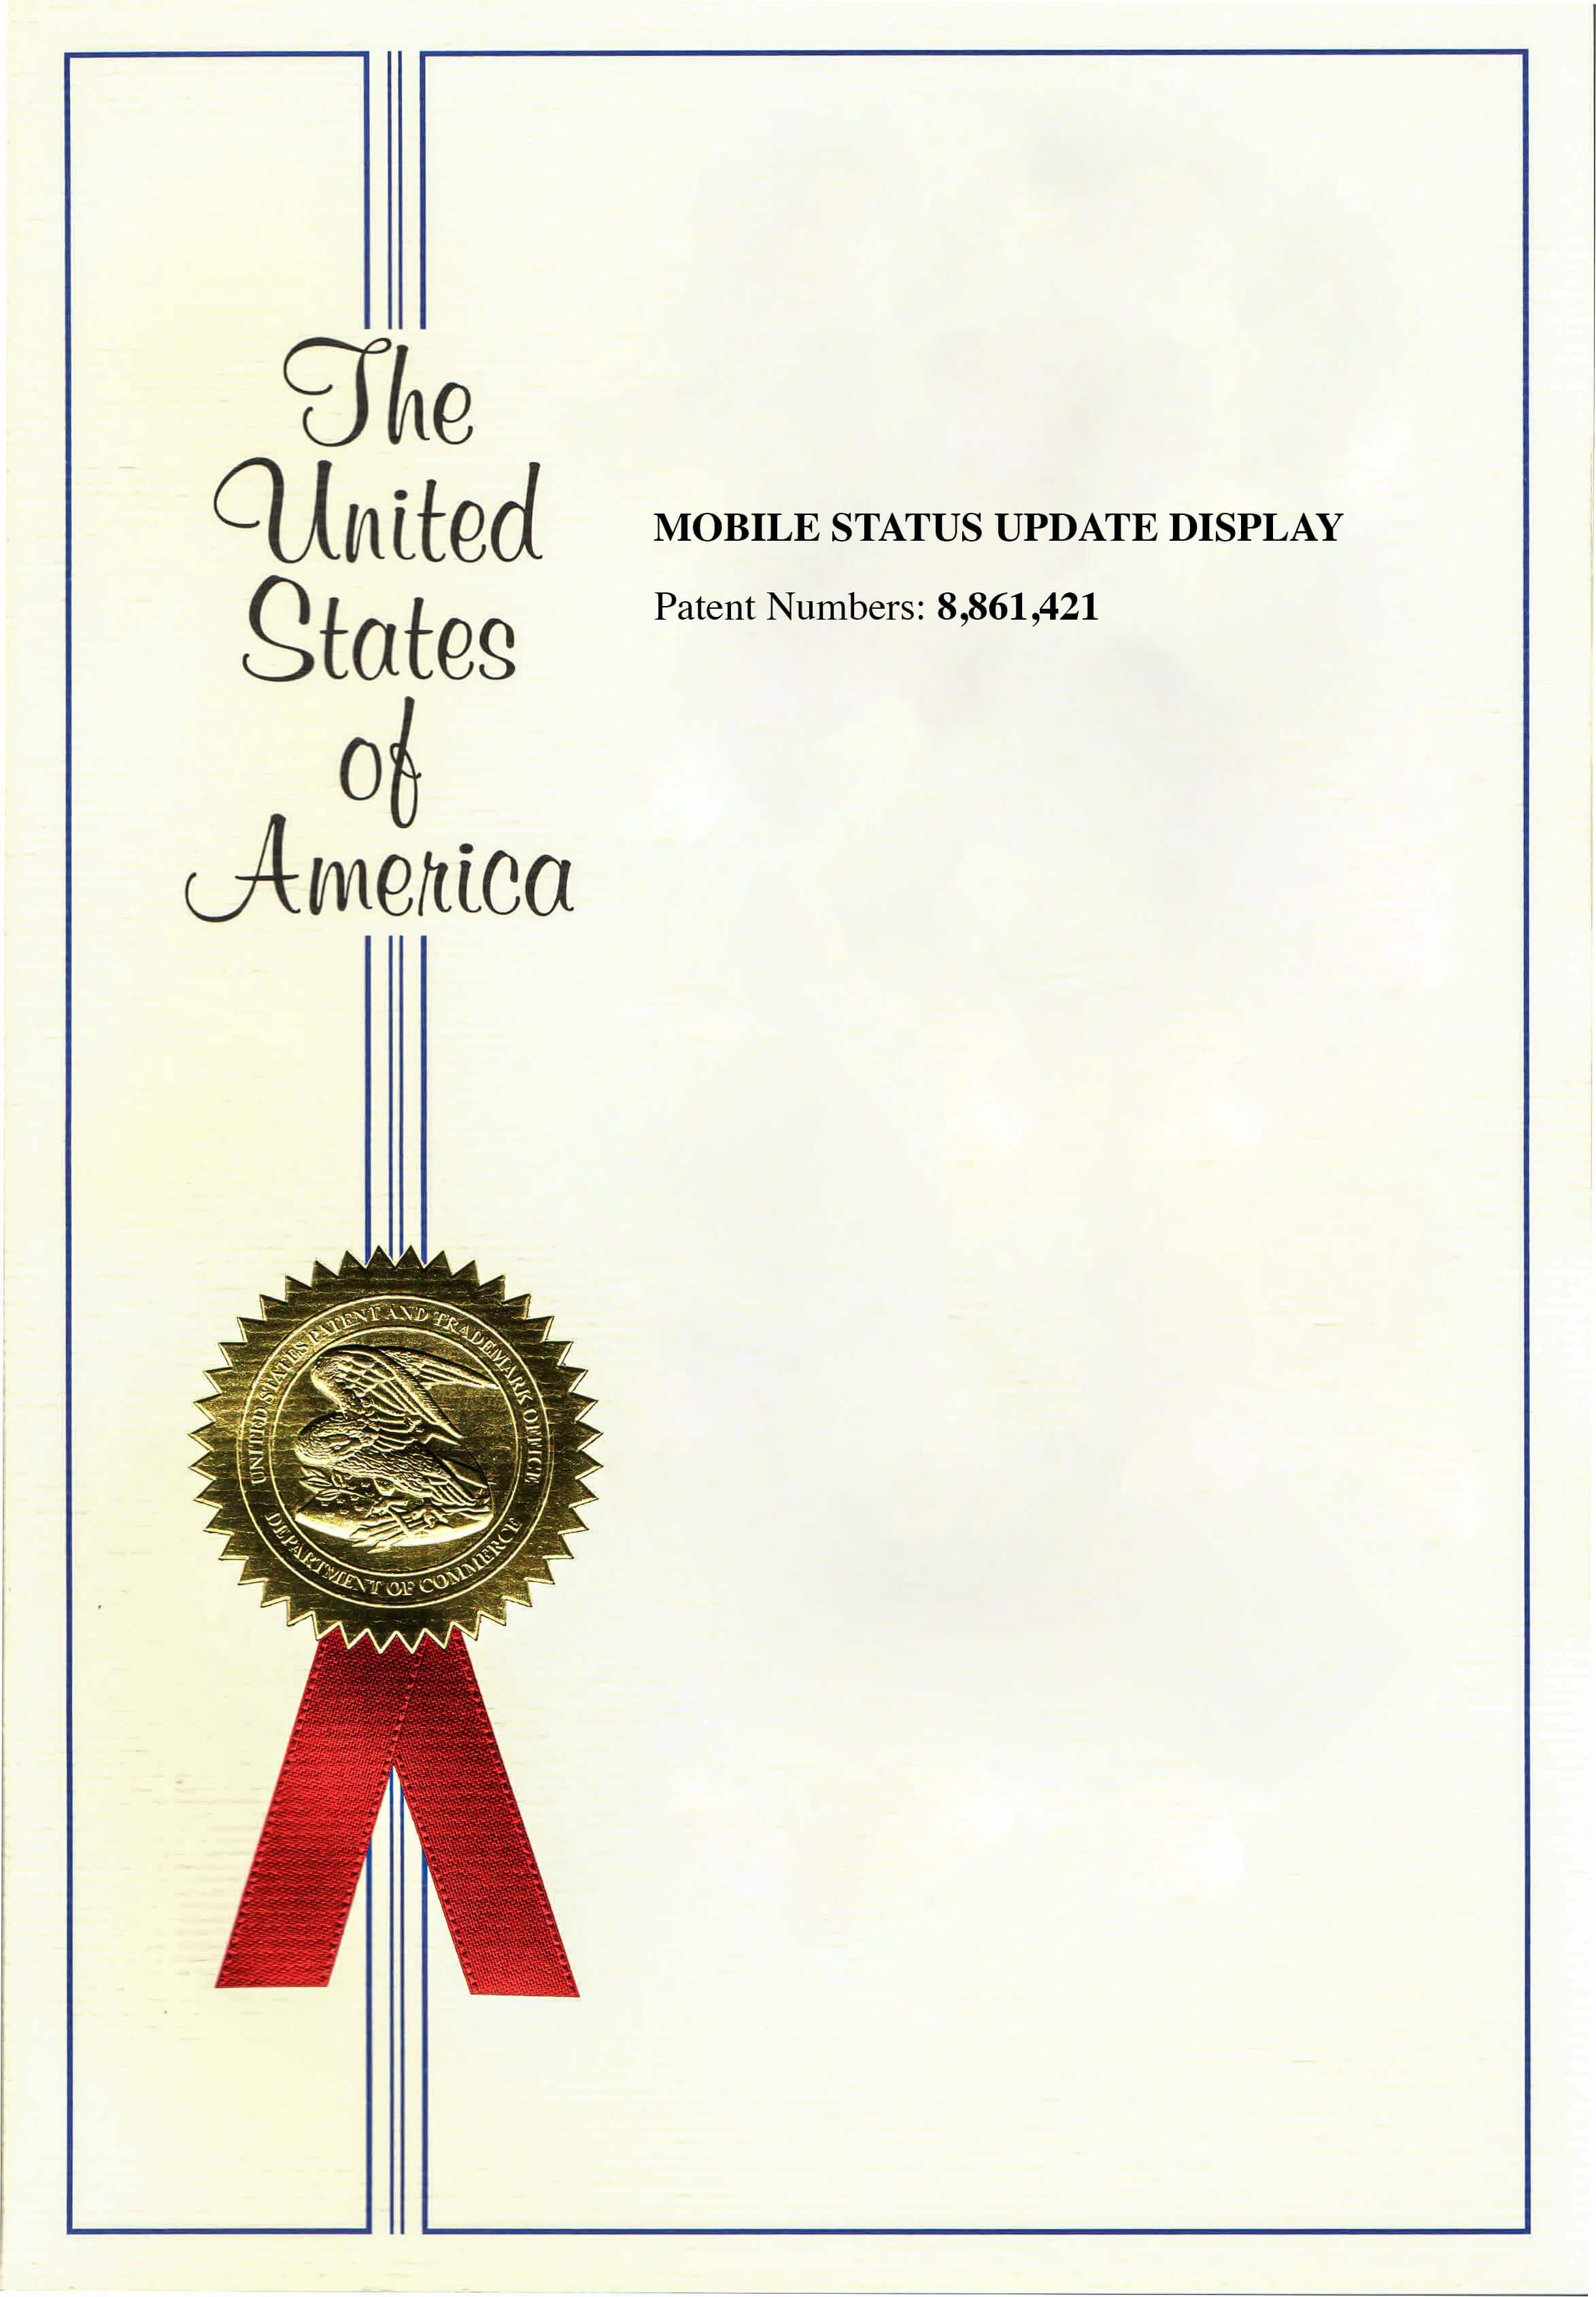 The
United
States
of
America
MOBILE STATUS UPDATE DISPLAY
Patent Numbers: 8,861,421
UNITED STATES PATENT AND TRADEMARK OFFICE
DEPARTMENT OF COMMERCE